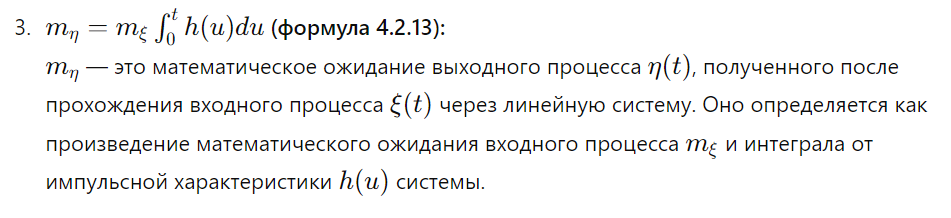 3. $m_\eta = m_\xi \int_0^t h(u)du$ (формула 4.2.13):
$m_\eta$ — это математическое ожидание выходного процесса $\eta(t)$, полученного после
прохождения входного процесса $\xi(t)$ через линейную систему. Оно определяется как
произведение математического ожидания входного процесса $m_\xi$ и интеграла от
импульсной характеристики $h(u)$ системы.